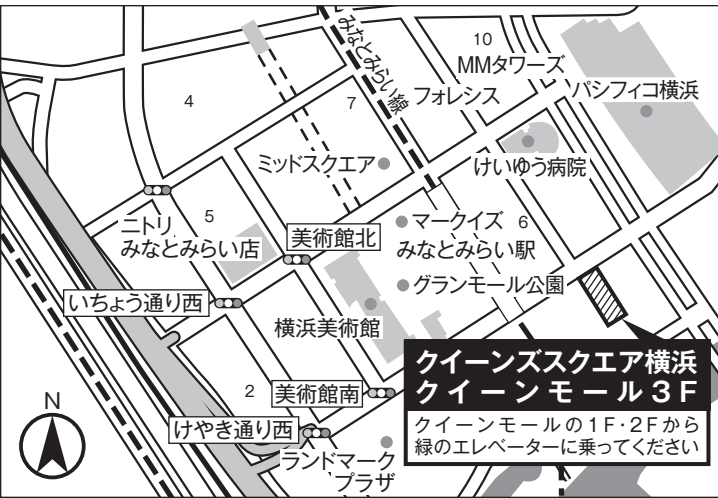 みなとみらい線
10
MMタワーズ
フォレシス
パシフィコ横浜
4
7
ミッドスクエア
けいゆう病院
ニトリ
みなとみらい店
5
美術館北
マークイズ
6
みなとみらい駅
グランモール公園
いちょう通り西
横浜美術館
クイーンズスクエア横浜
クイーンモール3F
クイーンモールの1F・2Fから
緑のエレベーターに乗ってください
2
美術館南
けやき通り西
ランドマーク
プラザ
N